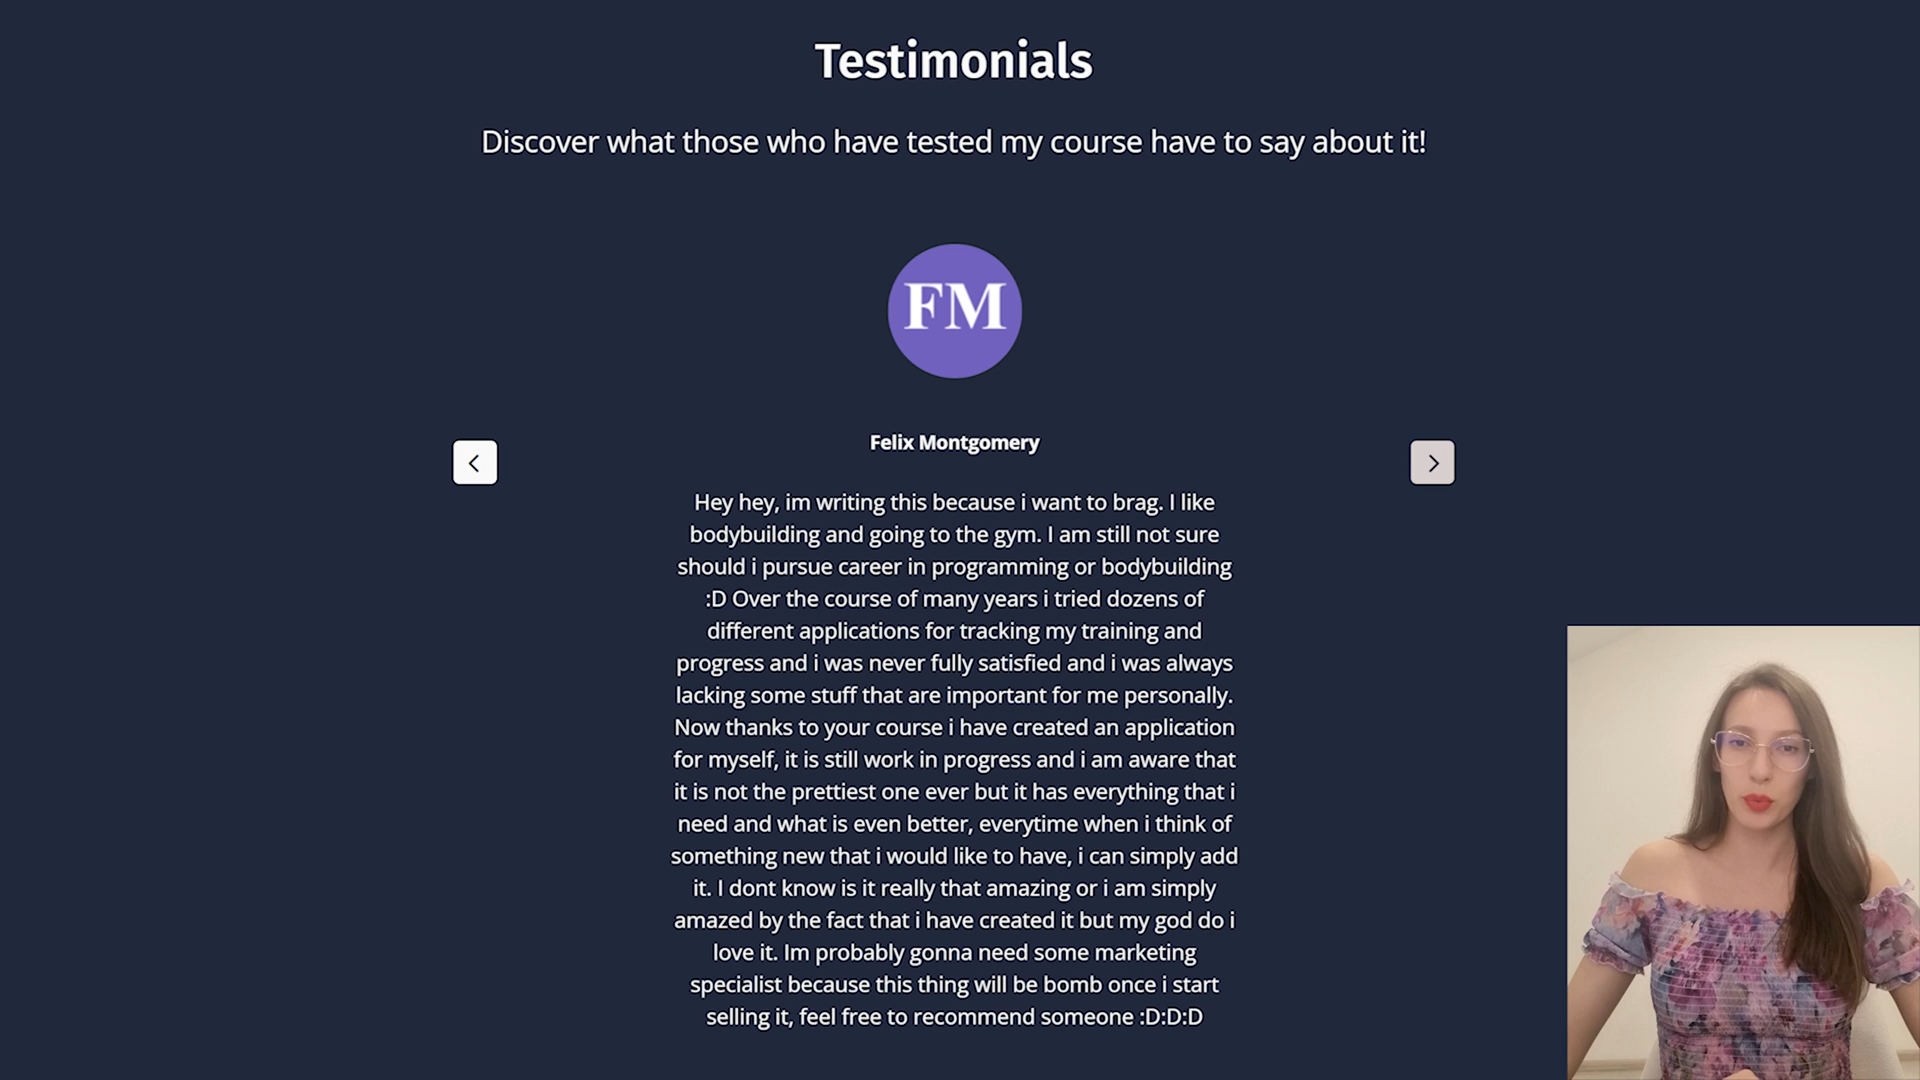 Testimonials
Discover what those who have tested my course have to say about it!
FM
Felix Montgomery
Hey hey, im writing this because i want to brag. I like
bodybuilding and going to the gym. I am still not sure
should i pursue career in programming or bodybuilding
:D Over the course of many years i tried dozens of
different applications for tracking my training and
progress and i was never fully satisfied and i was always
lacking some stuff that are important for me personally.
Now thanks to your course i have created an application
for myself, it is still work in progress and i am aware that
it is not the prettiest one ever but it has everything that i
need and what is even better, everytime when i think of
something new that i would like to have, i can simply add
it. I dont know is it really that amazing or i am simply
amazed by the fact that i have created it but my god do i
love it. Im probably gonna need some marketing
specialist because this thing will be bomb once i start
selling it, feel free to recommend someone :D:D:D